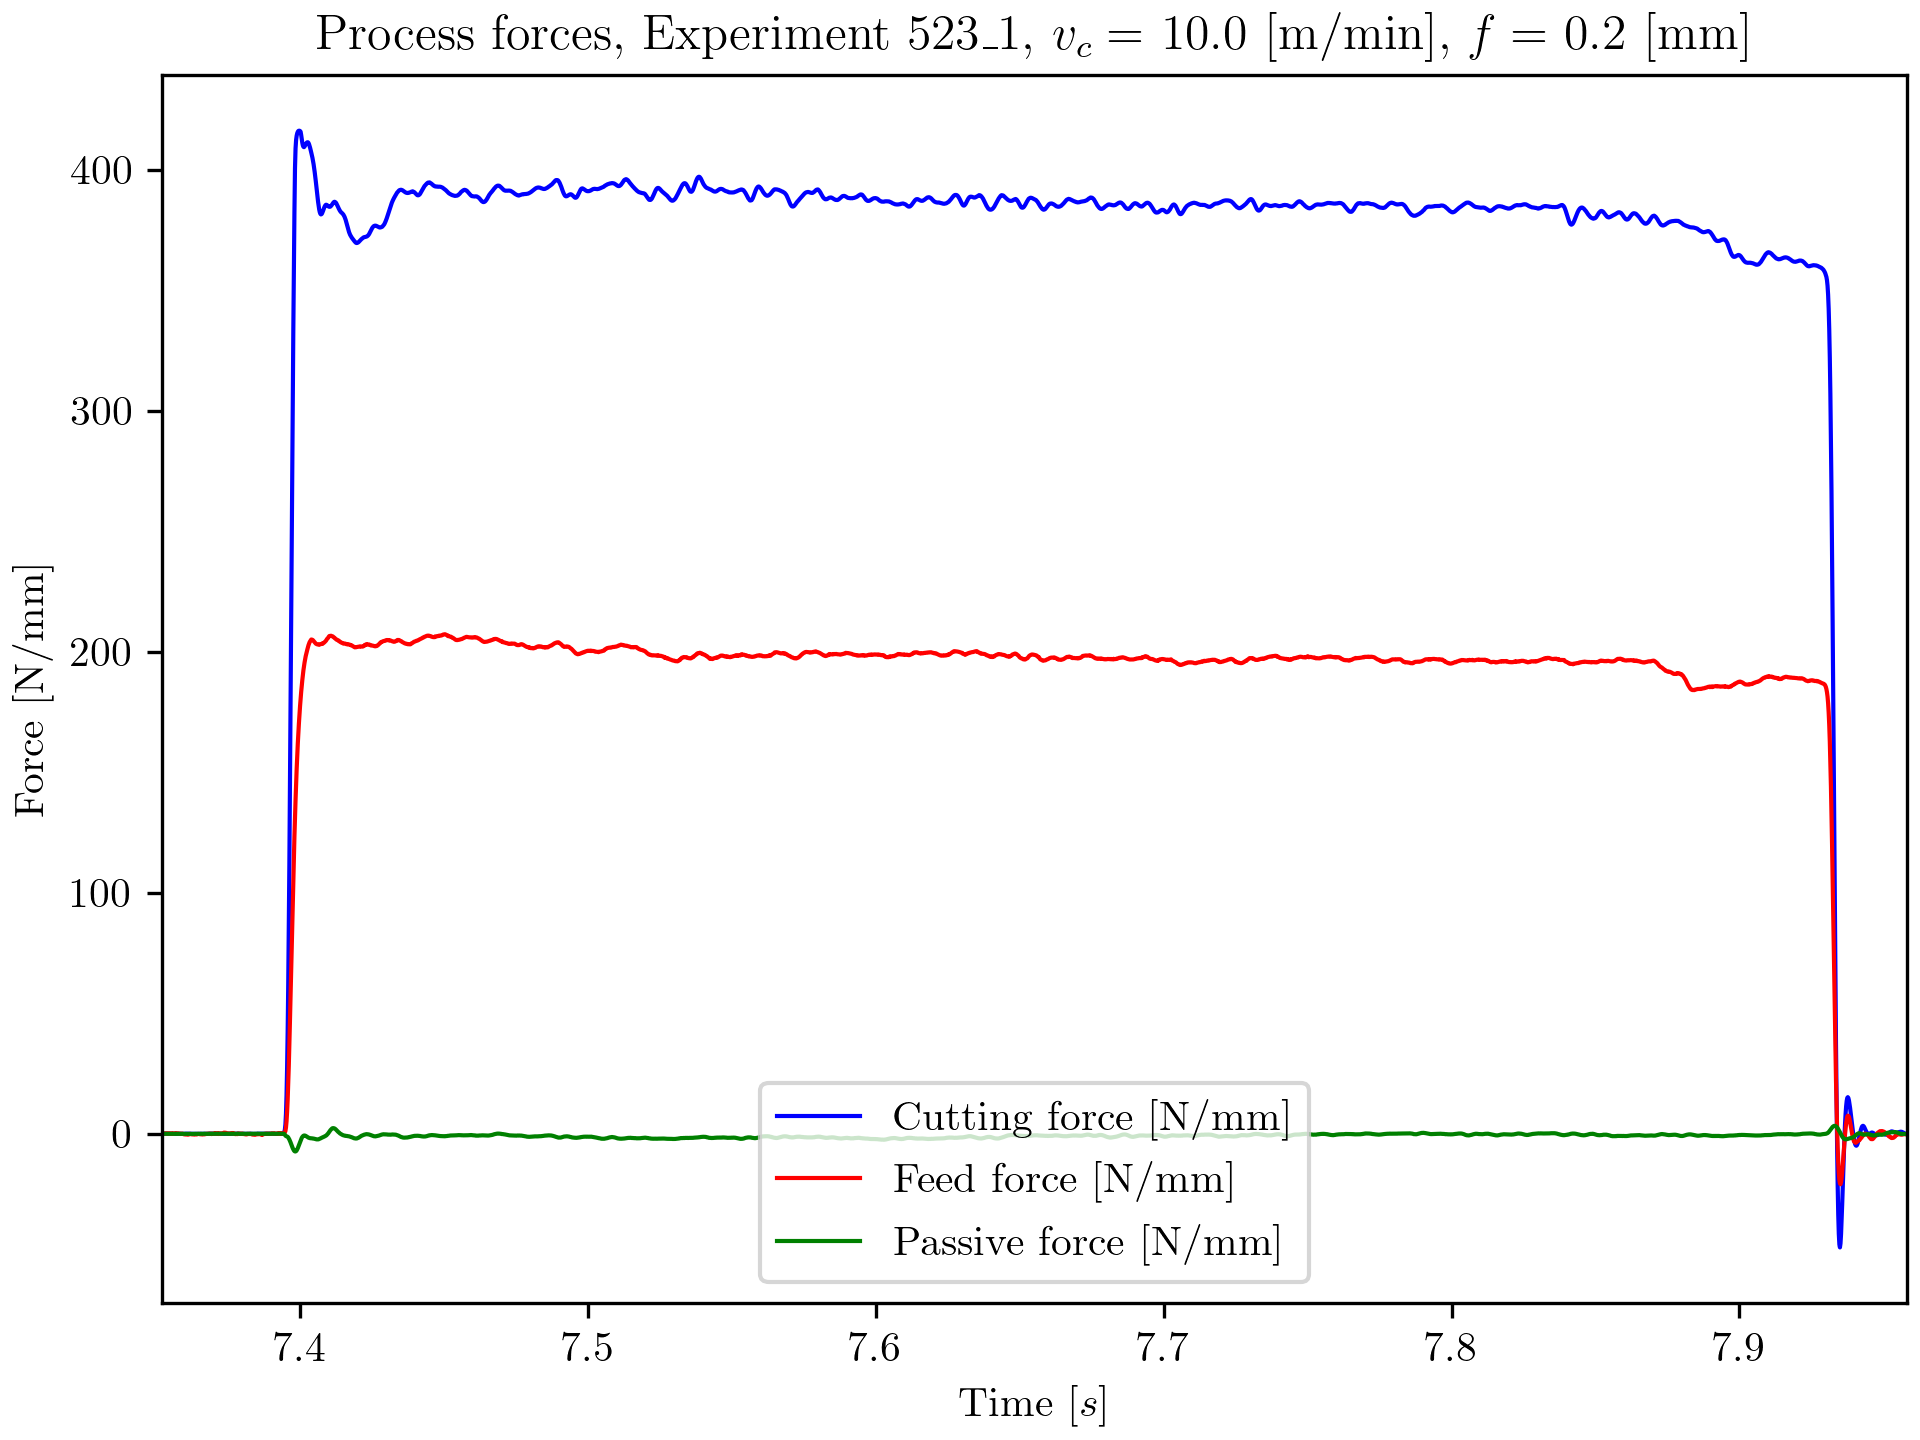 Process forces, Experiment 523_1, v_c = 10.0 [m/min], f = 0.2 [mm]
Force [N/mm]
400
300
200
100
0
Cutting force [N/mm]
Feed force [N/mm]
Passive force [N/mm]
7.4 7.5 7.6 7.7 7.8 7.9
Time [s]